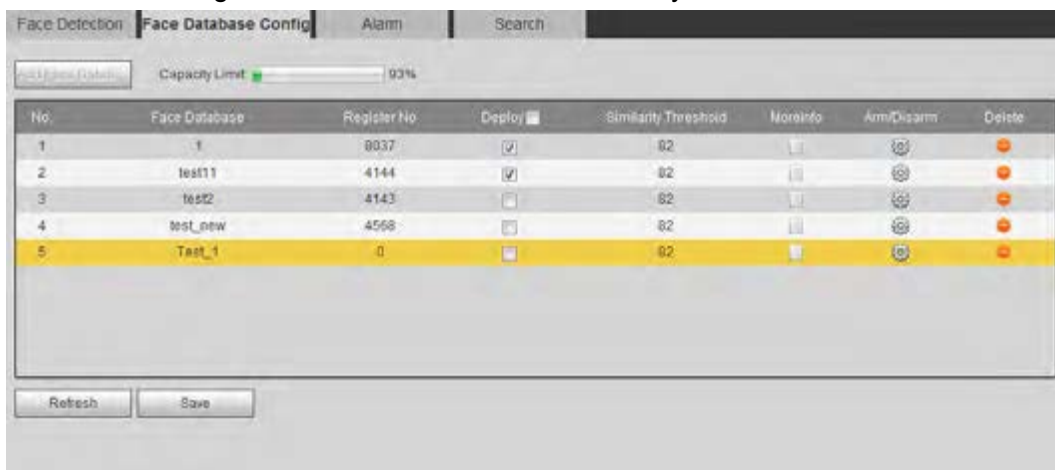 Face Detection Face Database Config Alarm Search
Capacity Limit 93%
No. Face Database Register No Deploy Similarity Threshold MoreInfo Arm/Disarm Delete
1 1 8037 82
2 test11 4144 82
3 test2 4143 82
4 test_new 4568 82
5 Test_1 0 82
Refresh Save